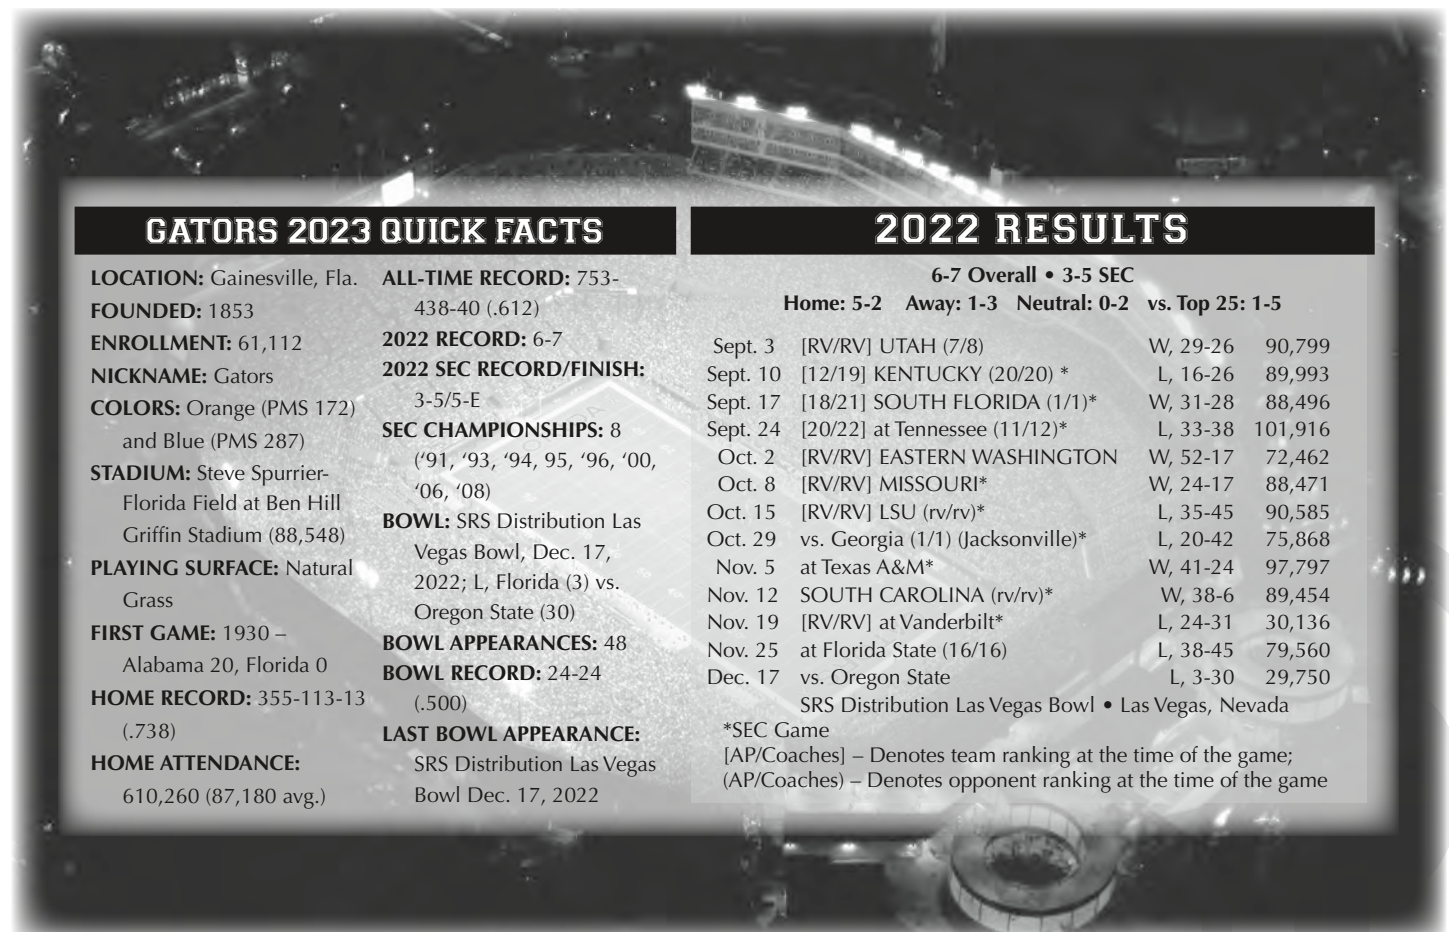 GATORS 2023 QUICK FACTS
LOCATION: Gainesville, Fla.
FOUNDED: 1853
ENROLLMENT: 61,112
NICKNAME: Gators
COLORS: Orange (PMS 172)
and Blue (PMS 287)
STADIUM: Steve Spurrier-
Florida Field at Ben Hill
Griffin Stadium (88,548)
PLAYING SURFACE: Natural
Grass
FIRST GAME: 1930 –
Alabama 20, Florida 0
HOME RECORD: 355-113-13
(.738)
HOME ATTENDANCE:
610,260 (87,180 avg.)
ALL-TIME RECORD: 753-
438-40 (.612)
2022 RECORD: 6-7
2022 SEC RECORD/FINISH:
3-5/5-E
SEC CHAMPIONSHIPS: 8
(‘91, ‘93, ‘94, 95, ‘96, ‘00,
‘06, ‘08)
BOWL: SRS Distribution Las
Vegas Bowl, Dec. 17,
2022; L, Florida (3) vs.
Oregon State (30)
BOWL APPEARANCES: 48
BOWL RECORD: 24-24
(.500)
LAST BOWL APPEARANCE:
SRS Distribution Las Vegas
Bowl Dec. 17, 2022
2022 RESULTS
6-7 Overall • 3-5 SEC
Home: 5-2 Away: 1-3 Neutral: 0-2 vs. Top 25: 1-5
Sept. 3 [RV/RV] UTAH (7/8) W, 29-26 90,799
Sept. 10 [12/19] KENTUCKY (20/20) * L, 16-26 89,993
Sept. 17 [18/21] SOUTH FLORIDA (1/1)* W, 31-28 88,496
Sept. 24 [20/22] at Tennessee (11/12)* L, 33-38 101,916
Oct. 2 [RV/RV] EASTERN WASHINGTON W, 52-17 72,462
Oct. 8 [RV/RV] MISSOURI* W, 24-17 88,471
Oct. 15 [RV/RV] LSU (rv/rv)* L, 35-45 90,585
Oct. 29 vs. Georgia (1/1) (Jacksonville)* L, 20-42 75,868
Nov. 5 at Texas A&M* W, 41-24 97,797
Nov. 12 SOUTH CAROLINA (rv/rv)* W, 38-6 89,454
Nov. 19 [RV/RV] at Vanderbilt* L, 24-31 30,136
Nov. 25 at Florida State (16/16) L, 38-45 79,560
Dec. 17 vs. Oregon State L, 3-30 29,750
SRS Distribution Las Vegas Bowl • Las Vegas, Nevada
*SEC Game
[AP/Coaches] – Denotes team ranking at the time of the game;
(AP/Coaches) – Denotes opponent ranking at the time of the game